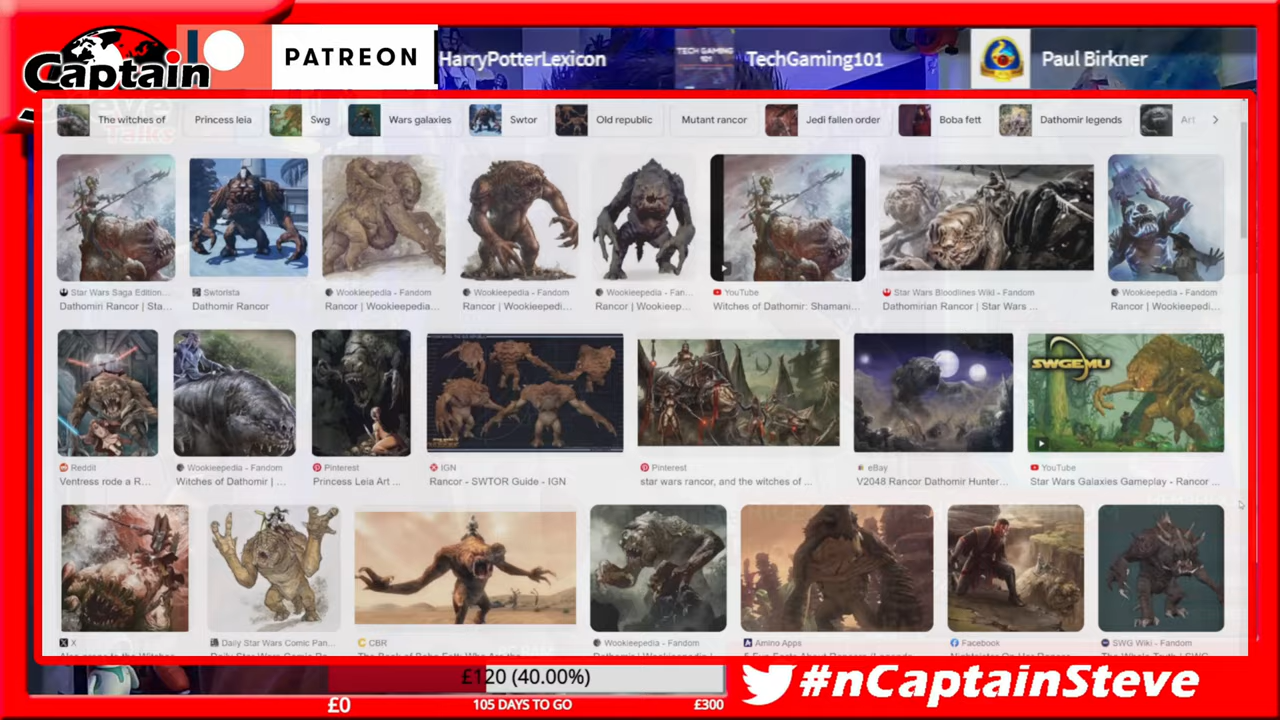 Captain
PATREON
HarryPotterLexicon
TECH GAMING 101
TechGaming101
Paul Birkner
Steve
Talks
The witches of
Princess leia
Swg
Wars galaxies
Swtor
Old republic
Mutant rancor
Jedi fallen order
Boba fett
Dathomir legends
Art
Star Wars Saga Edition...
Swtorista
Wookieepedia - Fandom
Wookieepedia - Fandom
Wookieepedia - Fan...
YouTube
Star Wars Bloodlines Wiki - Fandom
Wookieepedia - Fandom
Dathomiri Rancor | Sta...
Dathomir Rancor
Rancor | Wookieepedia...
Rancor | Wookieepedi...
Rancor | Wookieep...
Witches of Dathomir: Shamani...
Dathomirian Rancor | Star Wars ...
Rancor | Wookieepedi...
SWGEMU
Reddit
Wookieepedia - Fandom
Pinterest
IGN
Pinterest
eBay
YouTube
Ventress rode a R...
Witches of Dathomir | ...
Princess Leia Art ...
Rancor - SWTOR Guide - IGN
star wars rancor, and the witches of ...
V2048 Rancor Dathomir Hunter...
Star Wars Galaxies Gameplay - Rancor ...
X
Daily Star Wars Comic Pan...
CBR
Wookieepedia - Fandom
Amino Apps
Facebook
SWG Wiki - Fandom
£120 (40.00%)
£0
105 DAYS TO GO
£300
#nCaptainSteve